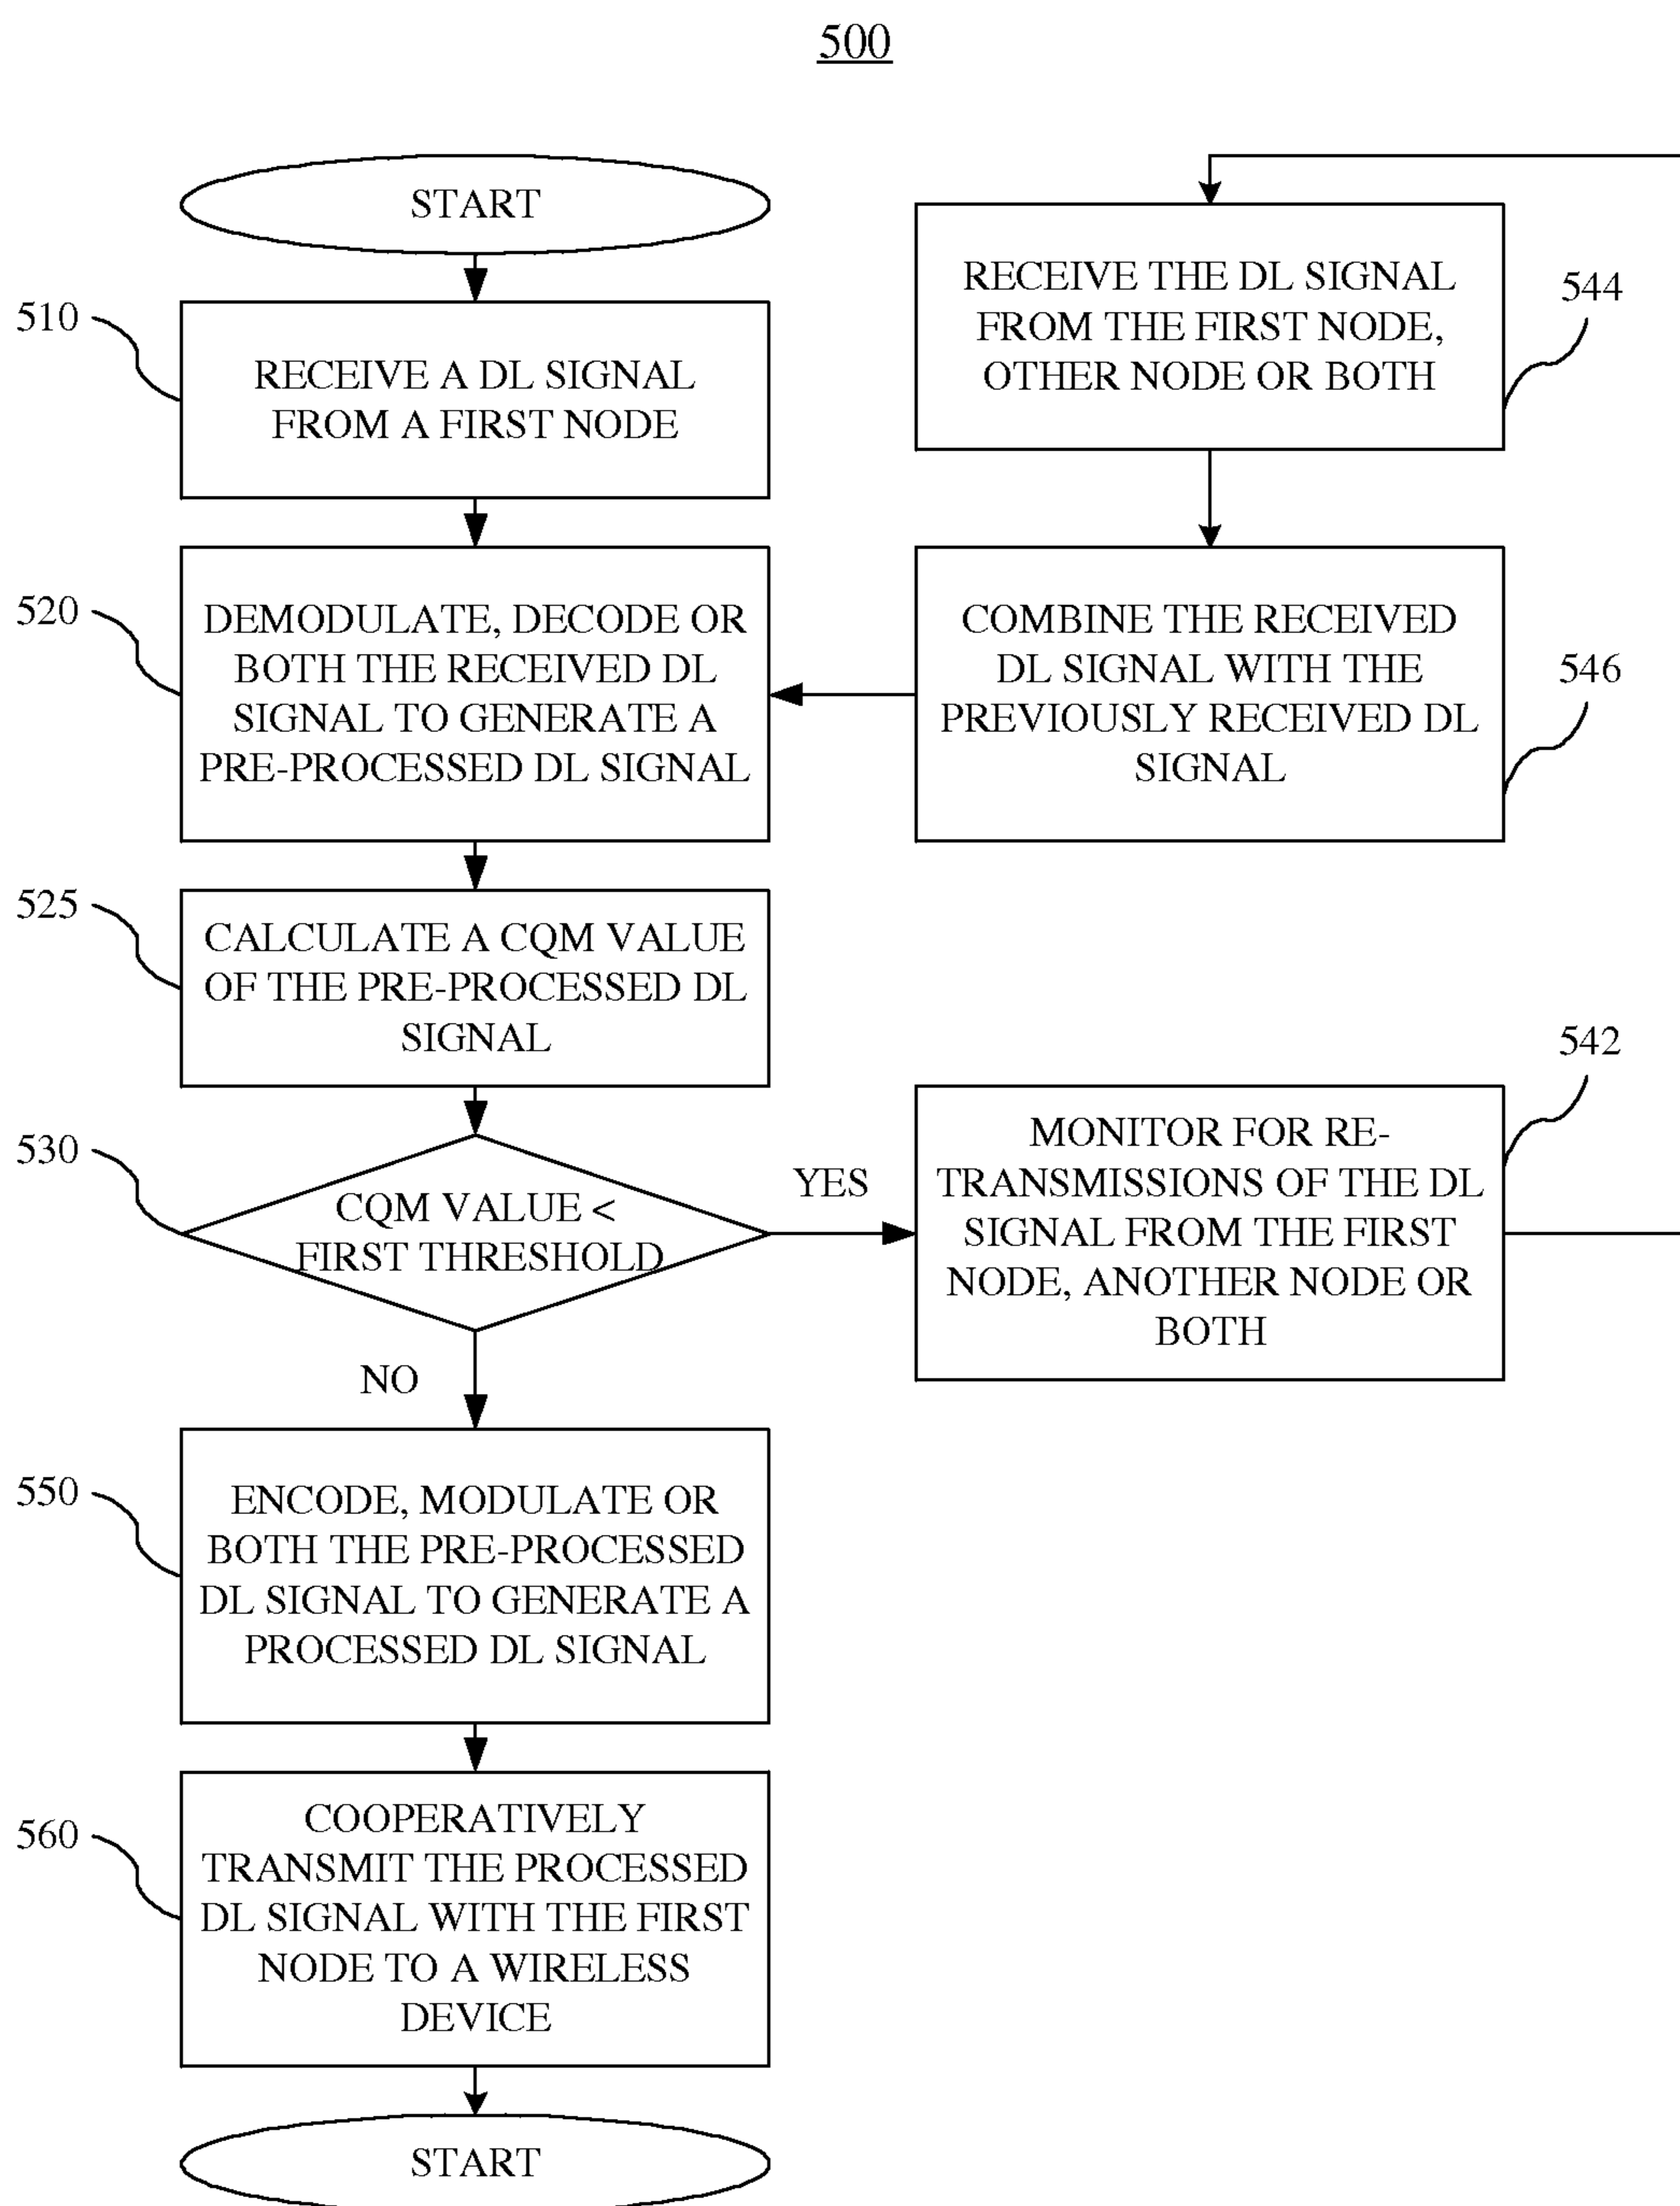 500
START
510
RECEIVE A DL SIGNAL
FROM A FIRST NODE
520
DEMODULATE, DECODE OR
BOTH THE RECEIVED DL
SIGNAL TO GENERATE A
PRE-PROCESSED DL SIGNAL
525
CALCULATE A CQM VALUE
OF THE PRE-PROCESSED DL
SIGNAL
530
CQM VALUE <
FIRST THRESHOLD
YES
NO
550
ENCODE, MODULATE OR
BOTH THE PRE-PROCESSED
DL SIGNAL TO GENERATE A
PROCESSED DL SIGNAL
560
COOPERATIVELY
TRANSMIT THE PROCESSED
DL SIGNAL WITH THE FIRST
NODE TO A WIRELESS
DEVICE
START
RECEIVE THE DL SIGNAL
FROM THE FIRST NODE,
OTHER NODE OR BOTH
544
COMBINE THE RECEIVED
DL SIGNAL WITH THE
PREVIOUSLY RECEIVED DL
SIGNAL
546
542
MONITOR FOR RE-
TRANSMISSIONS OF THE DL
SIGNAL FROM THE FIRST
NODE, ANOTHER NODE OR
BOTH